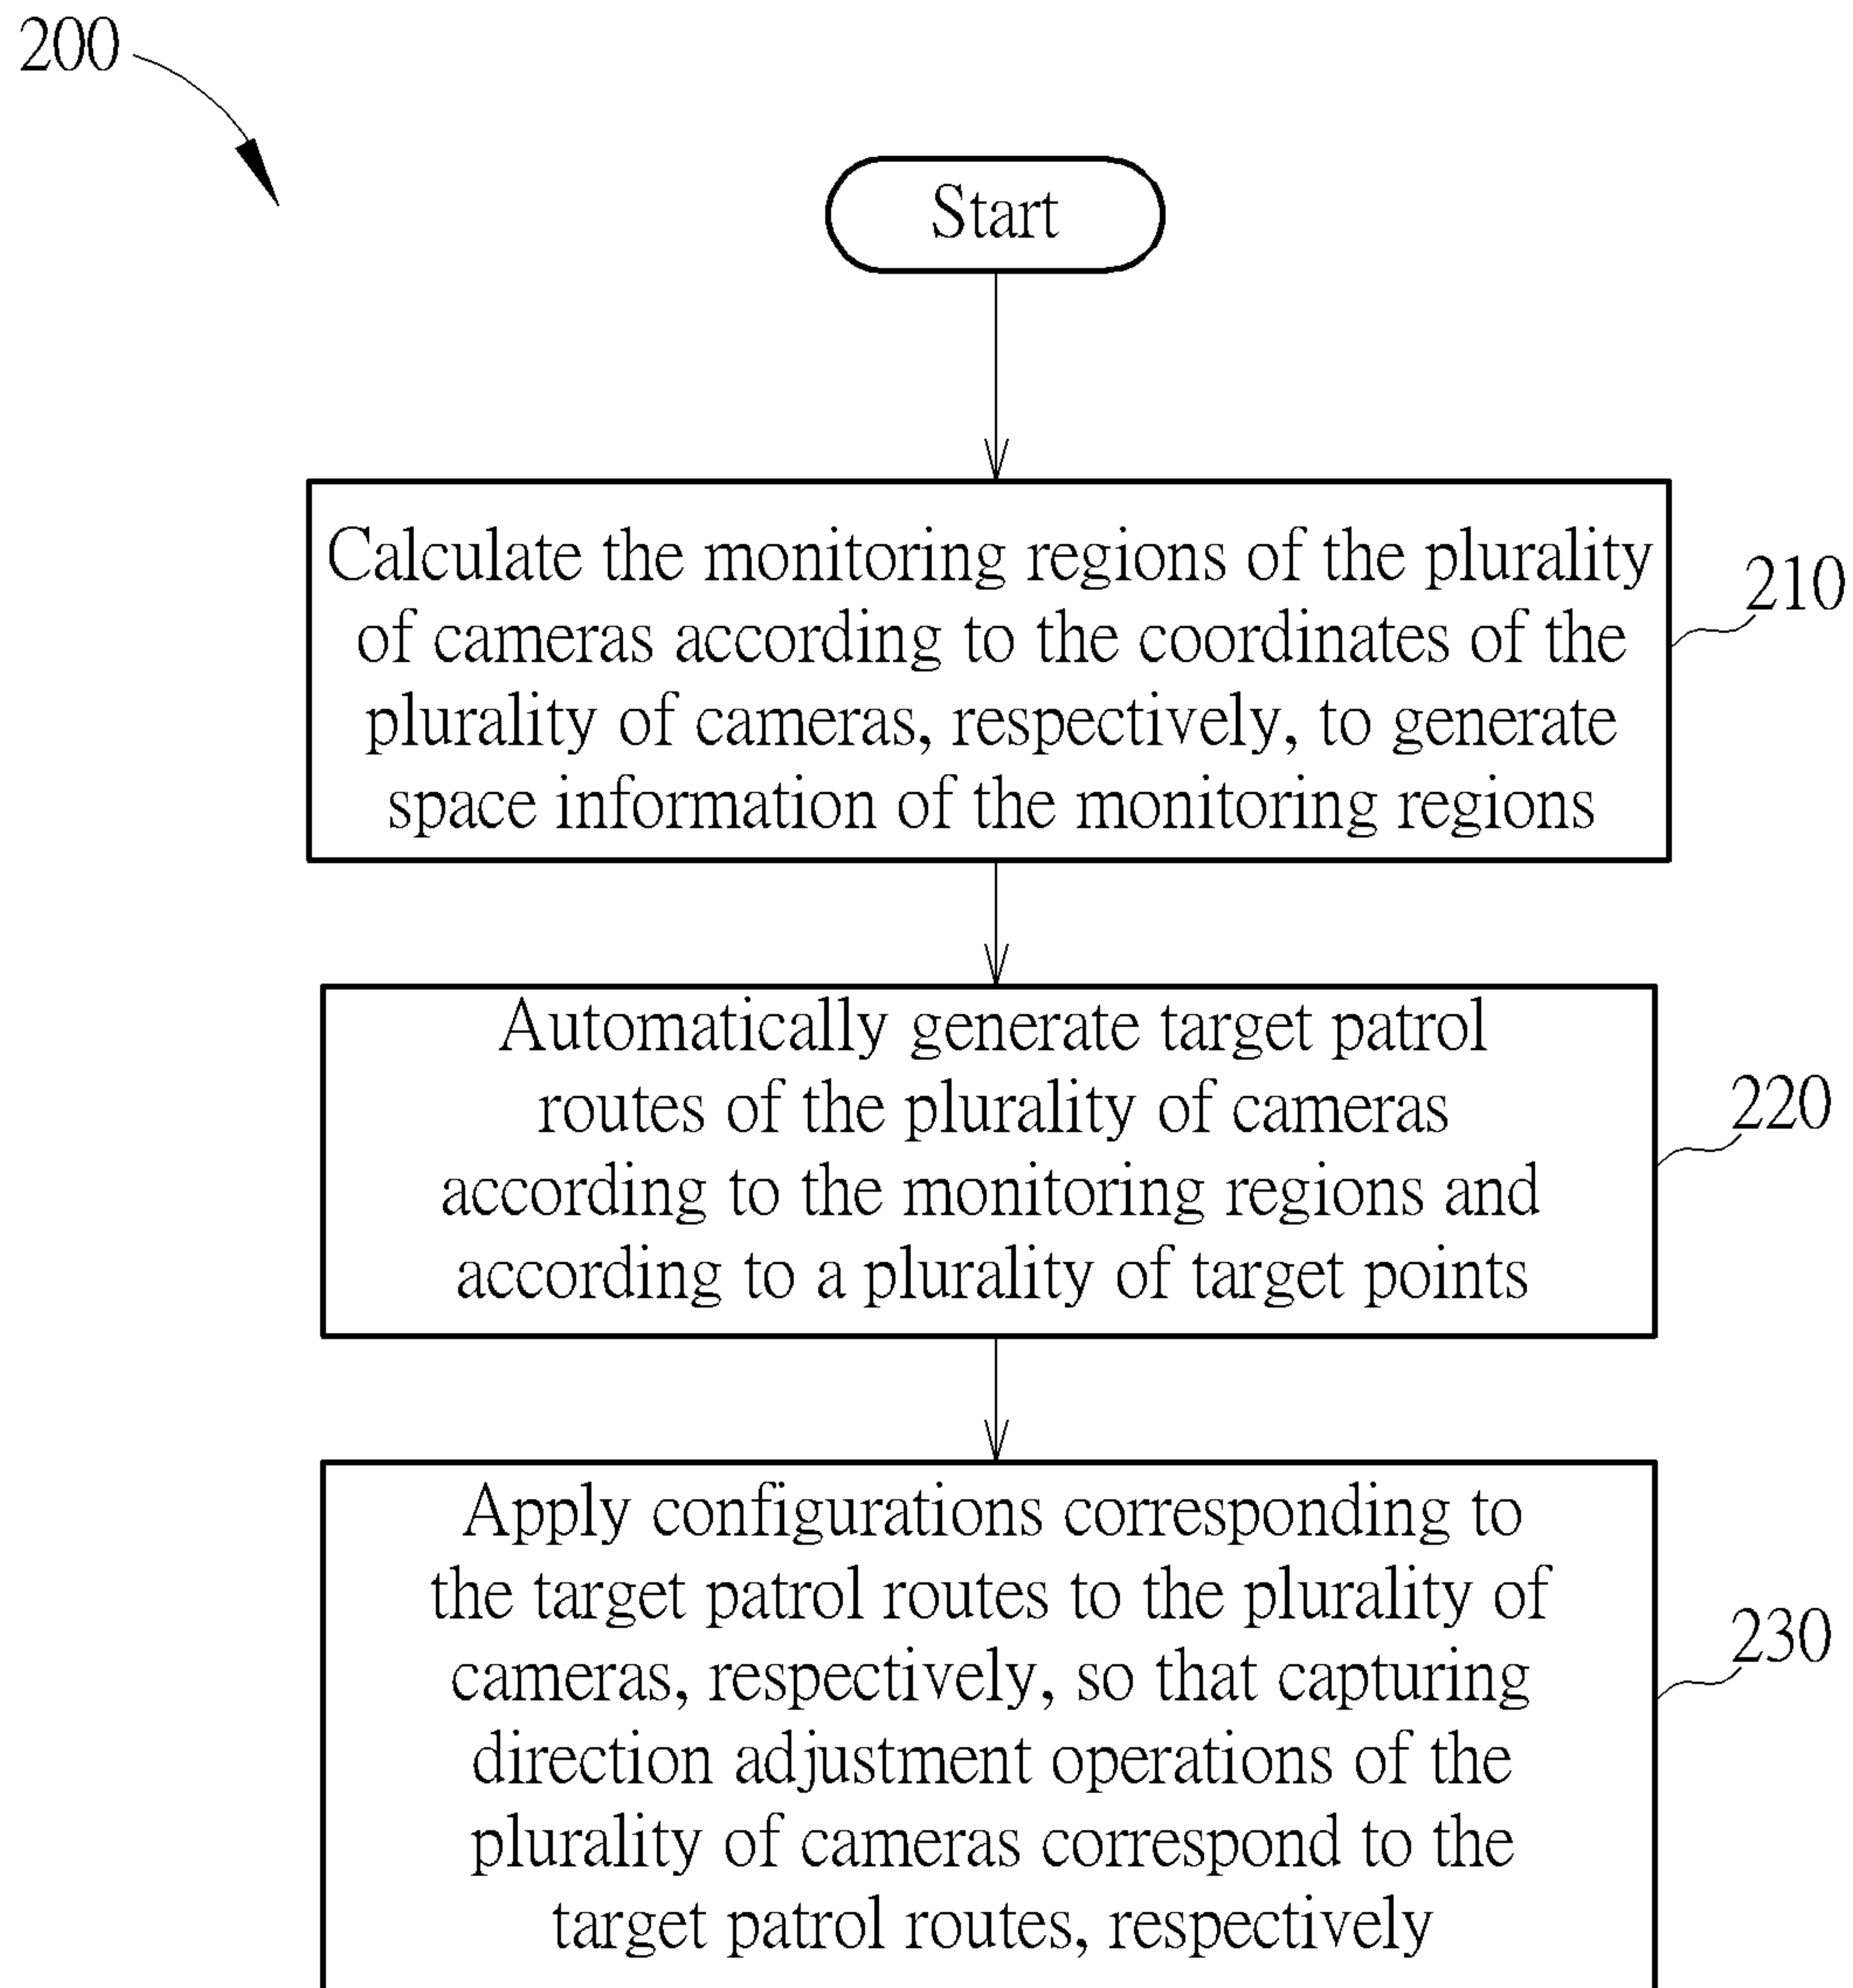 200
Start
Calculate the monitoring regions of the plurality
of cameras according to the coordinates of the
plurality of cameras, respectively, to generate
space information of the monitoring regions
210
Automatically generate target patrol
routes of the plurality of cameras
according to the monitoring regions and
according to a plurality of target points
220
Apply configurations corresponding to
the target patrol routes to the plurality of
cameras, respectively, so that capturing
direction adjustment operations of the
plurality of cameras correspond to the
target patrol routes, respectively
230